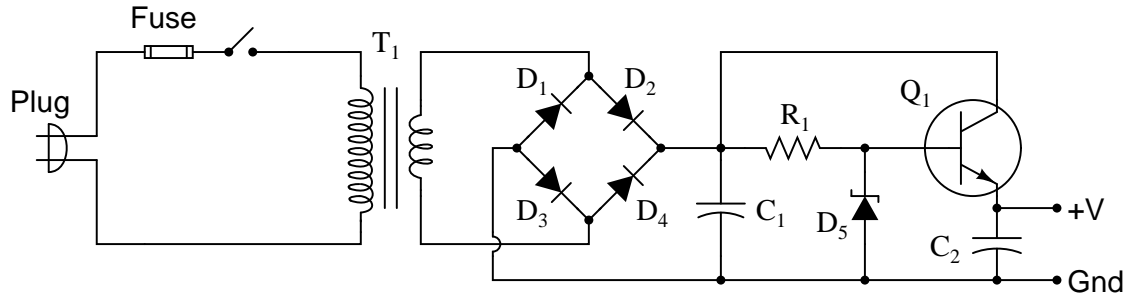 Fuse
T1
Plug
D1
D2
D3
D4
C1
R1
D5
Q1
C2
+V
Gnd